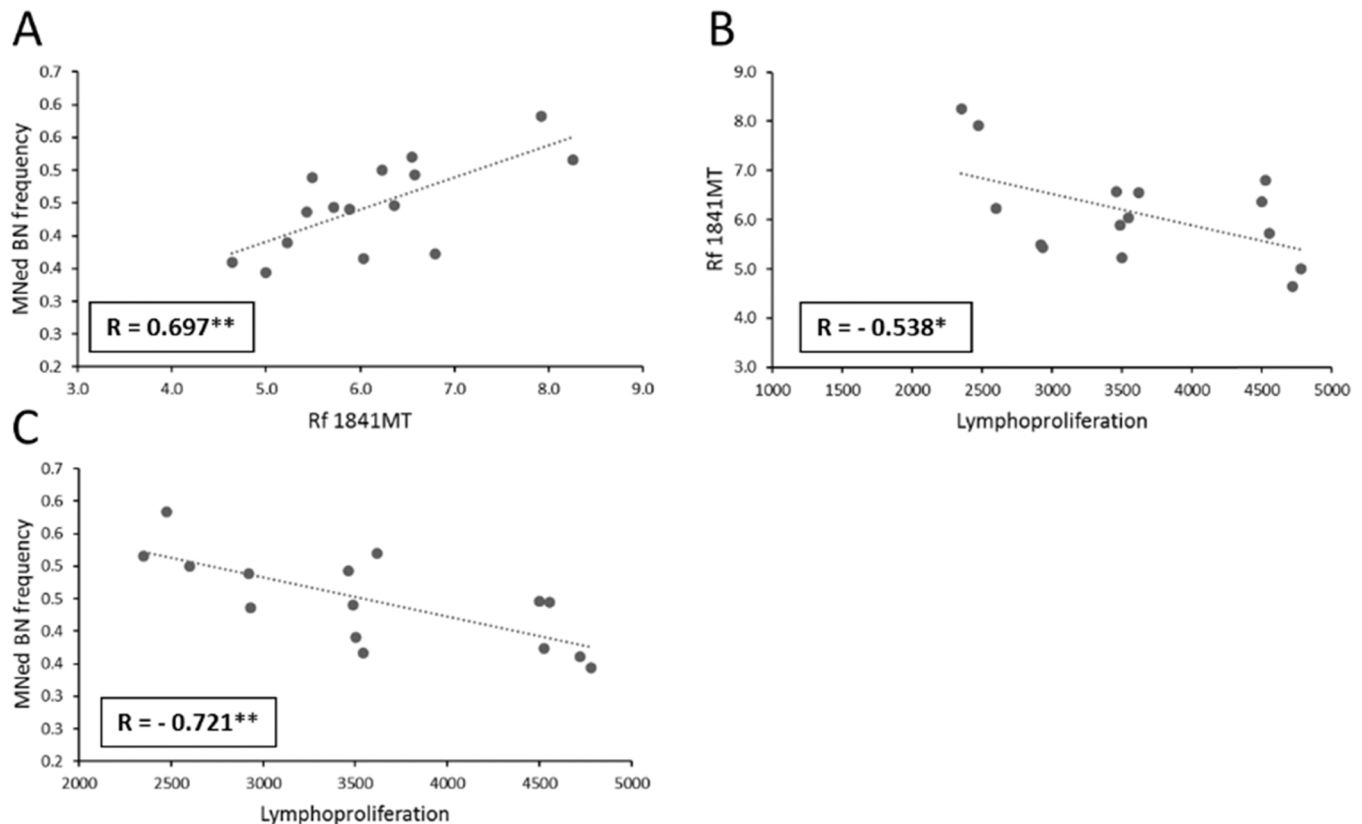 A
MNed BN frequency
0.7
0.6
0.6
0.5
0.5
0.4
0.4
0.3
0.3
0.2
R = 0.697**
3.0 4.0 5.0 6.0 7.0 8.0 9.0
Rf 1841MT
B
Rf 1841MT
9.0
8.0
7.0
6.0
5.0
4.0
3.0
R = - 0.538*
1000 1500 2000 2500 3000 3500 4000 4500 5000
Lymphoproliferation
C
MNed BN frequency
0.7
0.6
0.6
0.5
0.5
0.4
0.4
0.3
0.3
0.2
R = - 0.721**
2000 2500 3000 3500 4000 4500 5000
Lymphoproliferation